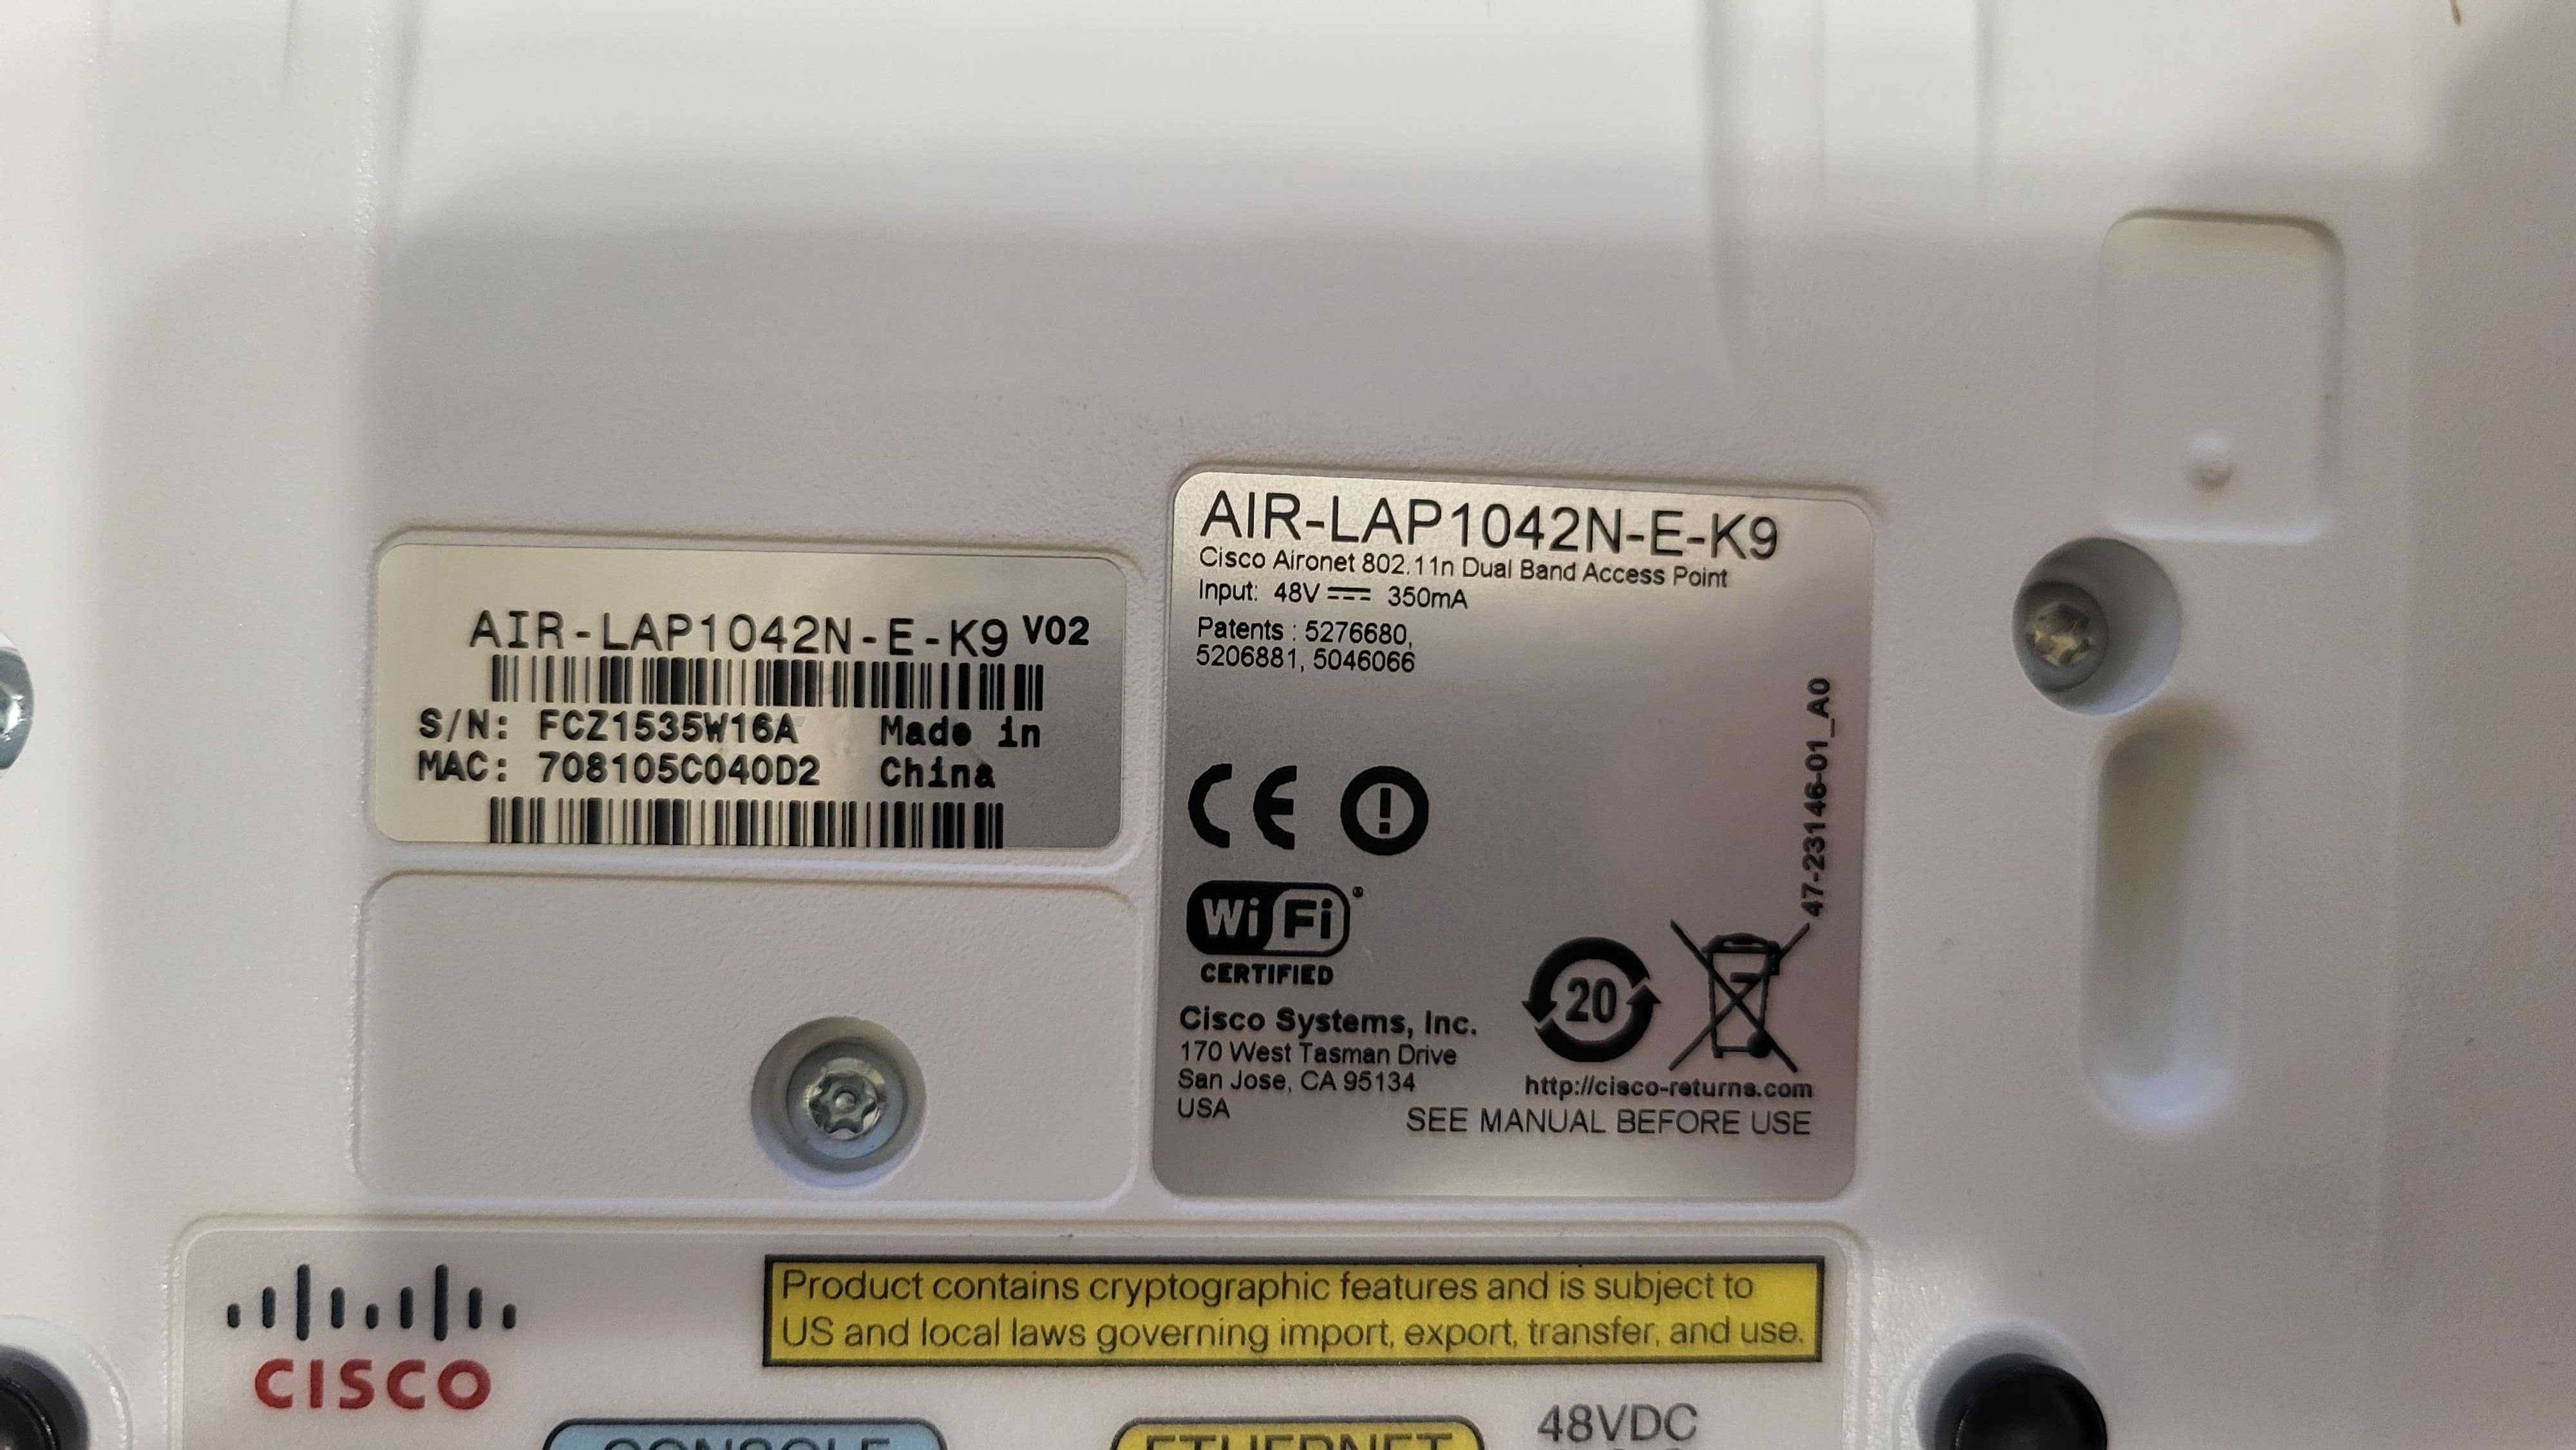 AIR-LAP1042N-E-K9 V02
S/N: FCZ1535W16A Made in
MAC: 708105C040D2 China
AIR-LAP1042N-E-K9
Cisco Aironet 802.11n Dual Band Access Point
Input: 48V 350mA
Patents : 5276680,
5206881, 5046066
47-23146-01_A0
CE
Wi Fi®
CERTIFIED
20
Cisco Systems, Inc.
170 West Tasman Drive
San Jose, CA 95134
USA
http://cisco-returns.com
SEE MANUAL BEFORE USE
CISCO
Product contains cryptographic features and is subject to
US and local laws governing import, export, transfer, and use.
CONSOLE
ETHERNET
48VDC